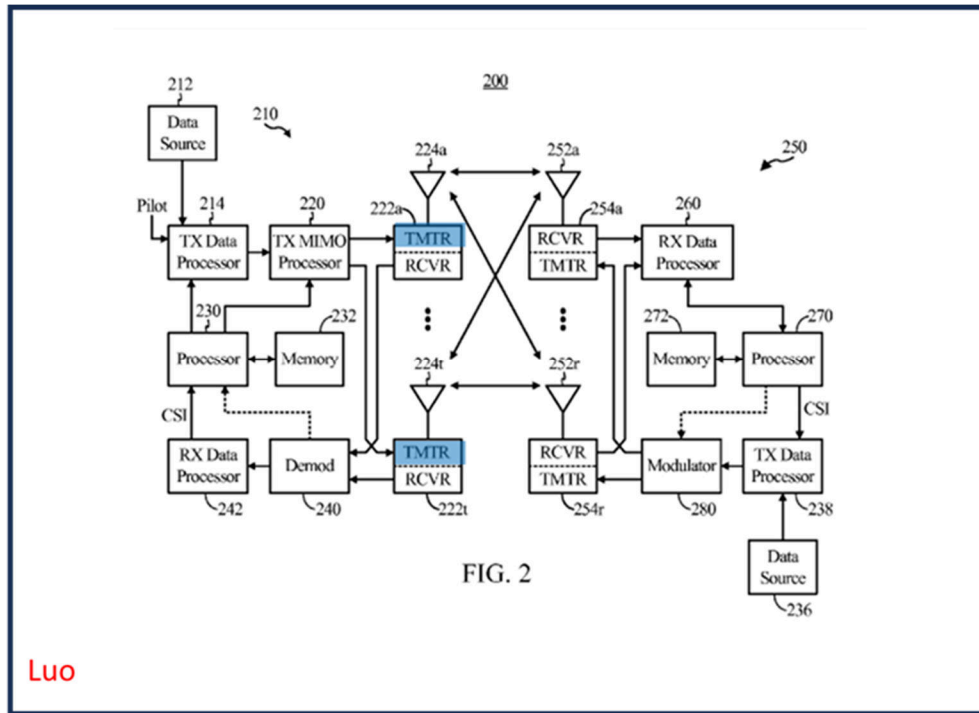 200
212
Data
Source
210
224a
252a
250
Pilot
214
220
222a
254a
260
TX Data
Processor
TX MIMO
Processor
TMTR
RCVR
RCVR
TMTR
RX Data
Processor
230
232
272
270
Processor
Memory
Memory
Processor
224t
252r
CSI
CSI
RX Data
Processor
Demod
TMTR
RCVR
RCVR
TMTR
Modulator
TX Data
Processor
242
240
222t
254r
280
238
FIG. 2
Data
Source
236
Luo